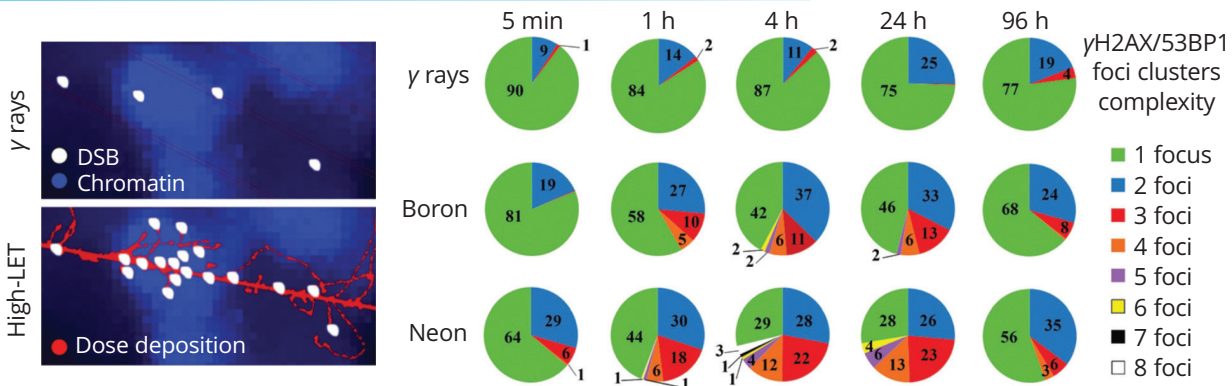 5 min 1 h 4 h 24 h 96 h
γ rays
DSB
Chromatin
High-LET
Dose deposition
γ rays
9 1 90
14 2 84
11 2 87
25 75
19 4 77
Boron
19 81
27 10 5 58
37 11 6 2 2 42
33 13 6 2 46
24 8 68
Neon
29 6 1 64
30 18 6 1 1 44
28 22 12 4 1 1 3 29
26 23 13 6 4 28
35 6 3 56
γH2AX/53BP1
foci clusters
complexity
1 focus
2 foci
3 foci
4 foci
5 foci
6 foci
7 foci
8 foci